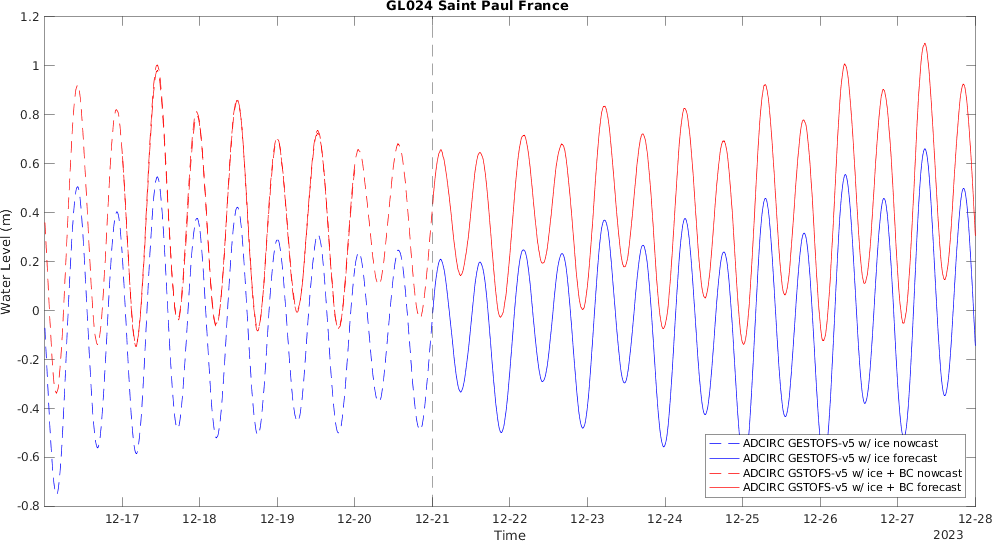 GL024 Saint Paul France
1.2
1
0.8
0.6
0.4
0.2
0
-0.2
-0.4
-0.6
-0.8
Water Level (m)
ADCIRC GESTOFS-v5 w/ ice nowcast
ADCIRC GESTOFS-v5 w/ ice forecast
ADCIRC GSTOFS-v5 w/ ice + BC nowcast
ADCIRC GSTOFS-v5 w/ ice + BC forecast
12-17 12-18 12-19 12-20 12-21 12-22 12-23 12-24 12-25 12-26 12-27 12-28
Time
2023